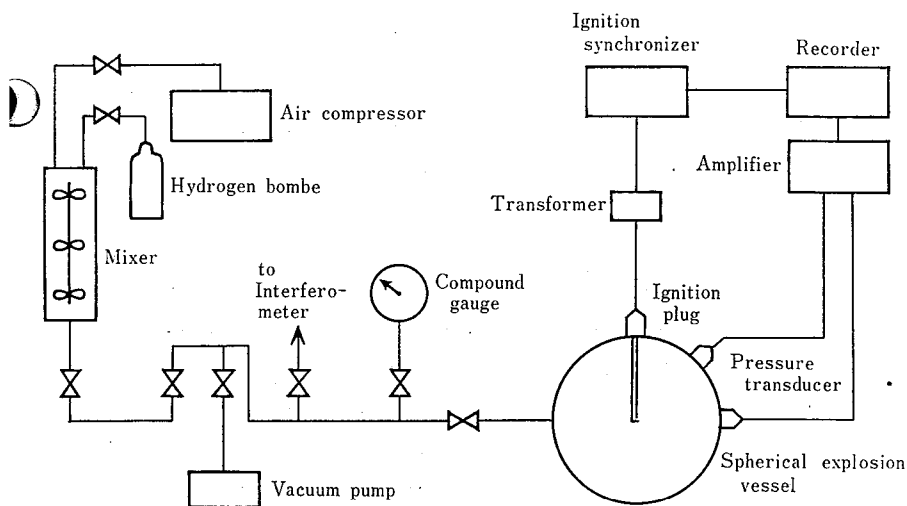 Ignition
synchronizer
Recorder
Air compressor
Amplifier
Hydrogen bombe
Transformer
Mixer
to
Interfero-
meter
Compound
gauge
Ignition
plug
Pressure
transducer
Spherical explosion
vessel
Vacuum pump